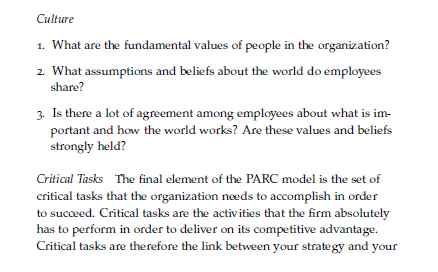 Culture
1. What are the fundamental values of people in the organization?
2. What assumptions and beliefs about the world do employees
share?
3. Is there a lot of agreement among employees about what is im-
portant and how the world works? Are these values and beliefs
strongly held?
Critical Tasks The final element of the PARC model is the set of
critical tasks that the organization needs to accomplish in order
to succeed. Critical tasks are the activities that the firm absolutely
has to perform in order to deliver on its competitive advantage.
Critical tasks are therefore the link between your strategy and your